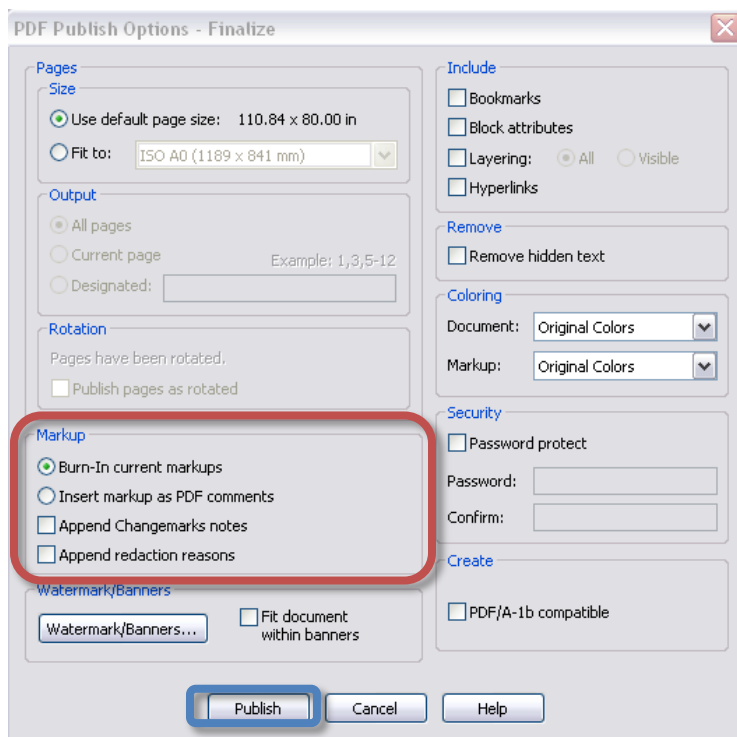 PDF Publish Options - Finalize
Pages
Size
Use default page size: 110.84 x 80.00 in
Fit to: ISO A0 (1189 x 841 mm)
Output
All pages
Current page
Example: 1,3,5-12
Designated:
Rotation
Pages have been rotated.
Publish pages as rotated
Markup
Burn-In current markups
Insert markup as PDF comments
Append Changemarks notes
Append redaction reasons
Watermark/Banners
Watermark/Banners...
Fit document
within banners
Include
Bookmarks
Block attributes
Layering: All Visible
Hyperlinks
Remove
Remove hidden text
Coloring
Document: Original Colors
Markup: Original Colors
Security
Password protect
Password:
Confirm:
Create
PDF/A-1b compatible
Publish Cancel Help